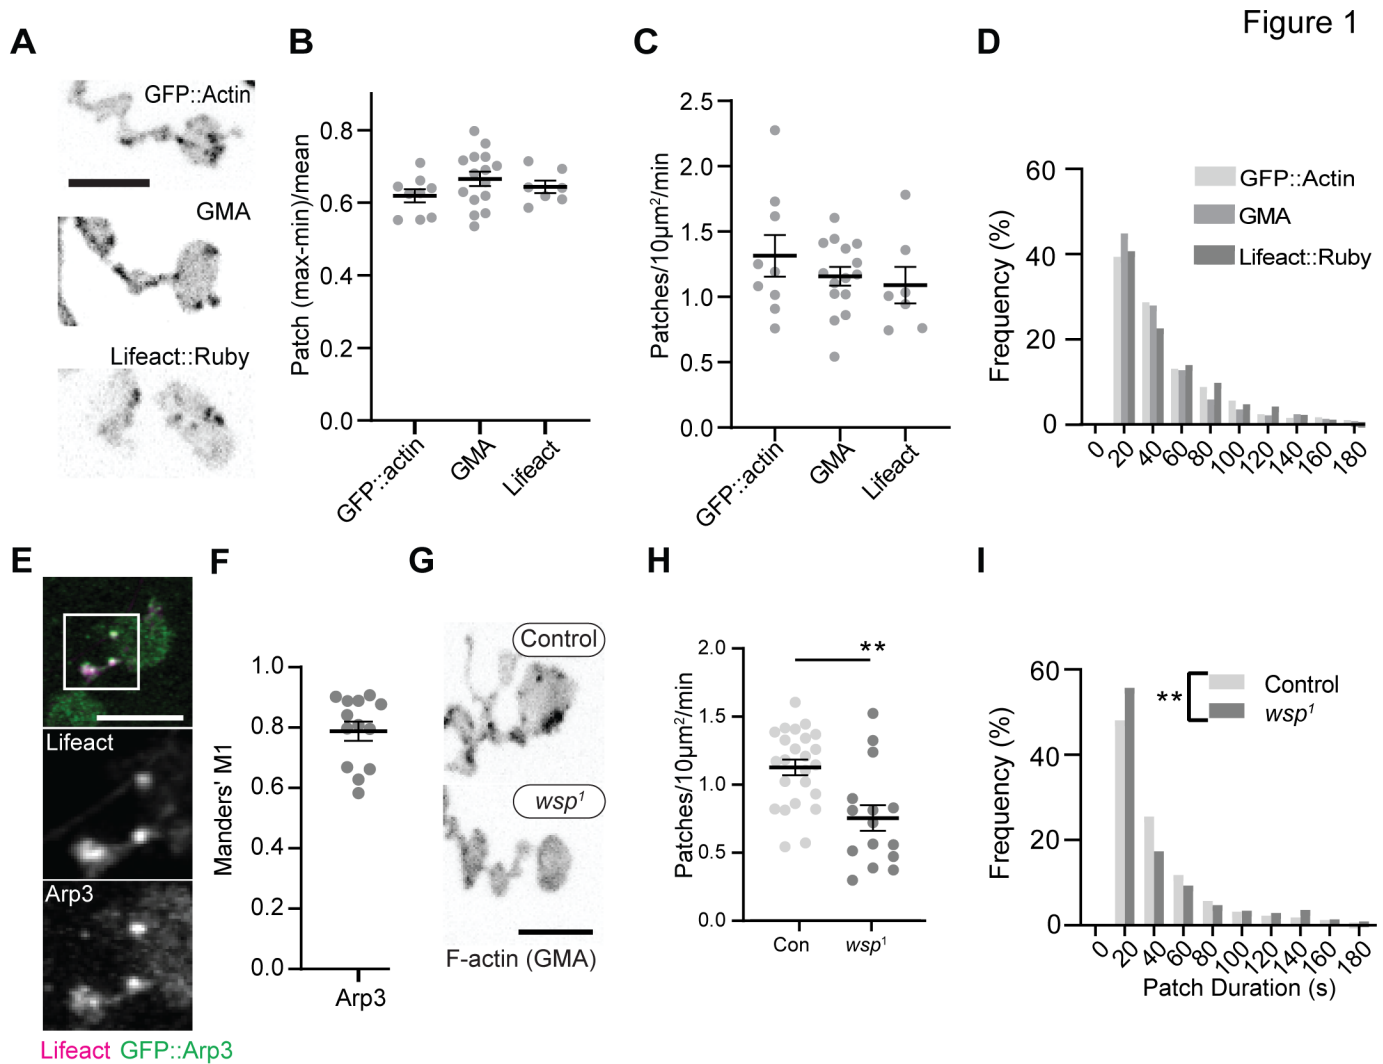 Figure 1
A
GFP::Actin
GMA
Lifeact::Ruby
B
Patch (max-min)/mean
0.8
0.6
0.4
0.2
0.0
GFP::actin
GMA
Lifeact
C
Patches/10µm²/min
2.5
2.0
1.5
1.0
0.5
0.0
GFP::actin
GMA
Lifeact
D
Frequency (%)
60
40
20
0
GFP::Actin
GMA
Lifeact::Ruby
0 20 40 60 80 100 120 140 160 180
E
Lifeact
Arp3
Lifeact GFP::Arp3
F
Manders' M1
1.0
0.8
0.6
0.4
0.2
0.0
Arp3
G
Control
wsp¹
F-actin (GMA)
H
Patches/10µm²/min
2.0
1.5
1.0
0.5
0.0
**
Con wsp¹
I
Frequency (%)
60
40
20
0
** Control
wsp¹
0 20 40 60 80 100 120 140 160 180
Patch Duration (s)